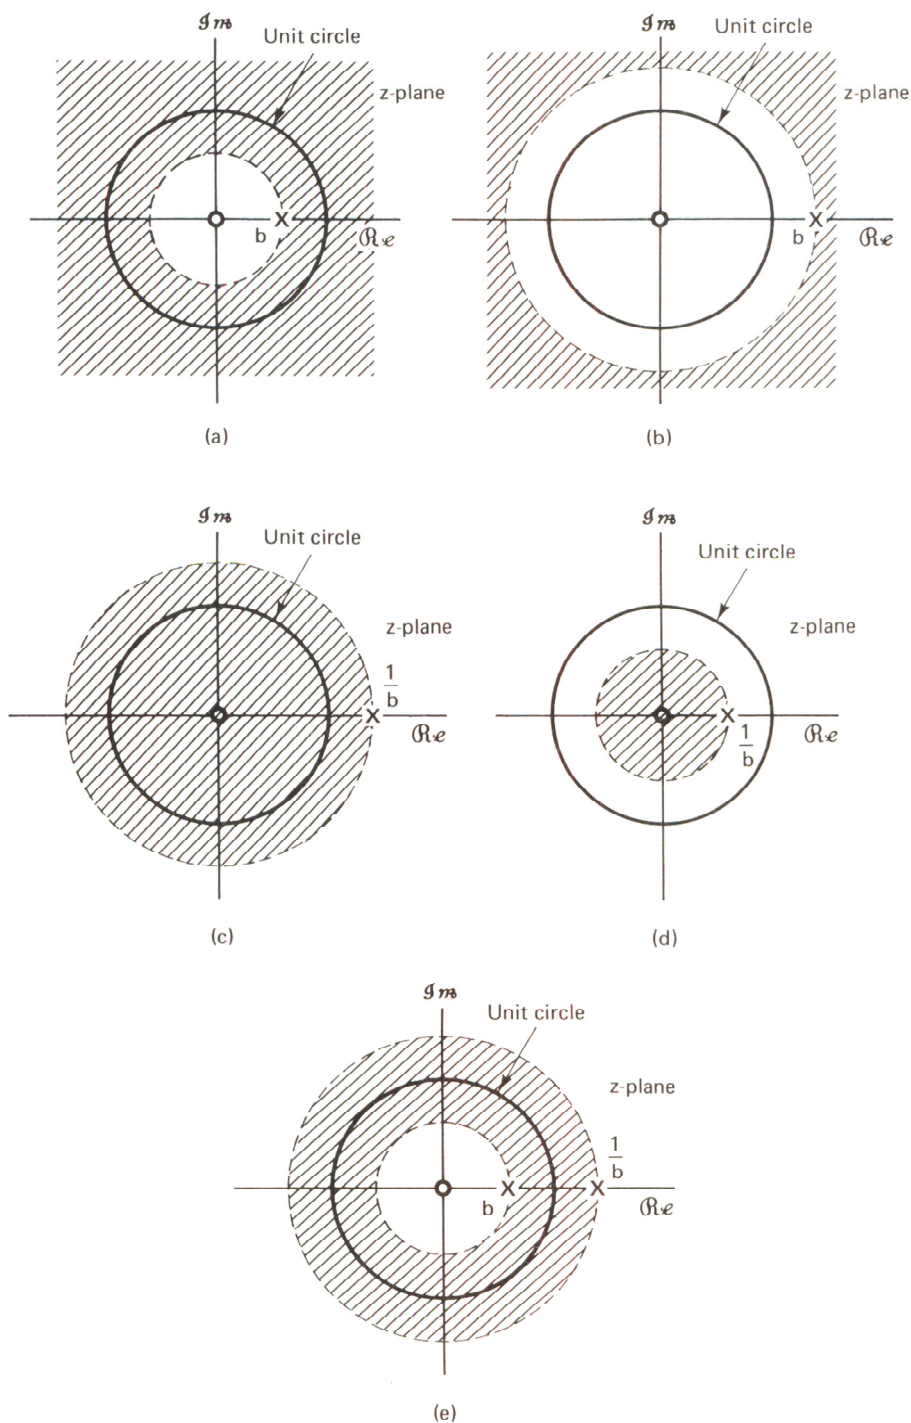 ℐ𝓂
Unit circle
z-plane
b
ℛℯ
(a)
ℐ𝓂
Unit circle
z-plane
b
ℛℯ
(b)
ℐ𝓂
Unit circle
z-plane
1
b
ℛℯ
(c)
ℐ𝓂
Unit circle
z-plane
1
b
ℛℯ
(d)
ℐ𝓂
Unit circle
z-plane
1
b
b
ℛℯ
(e)